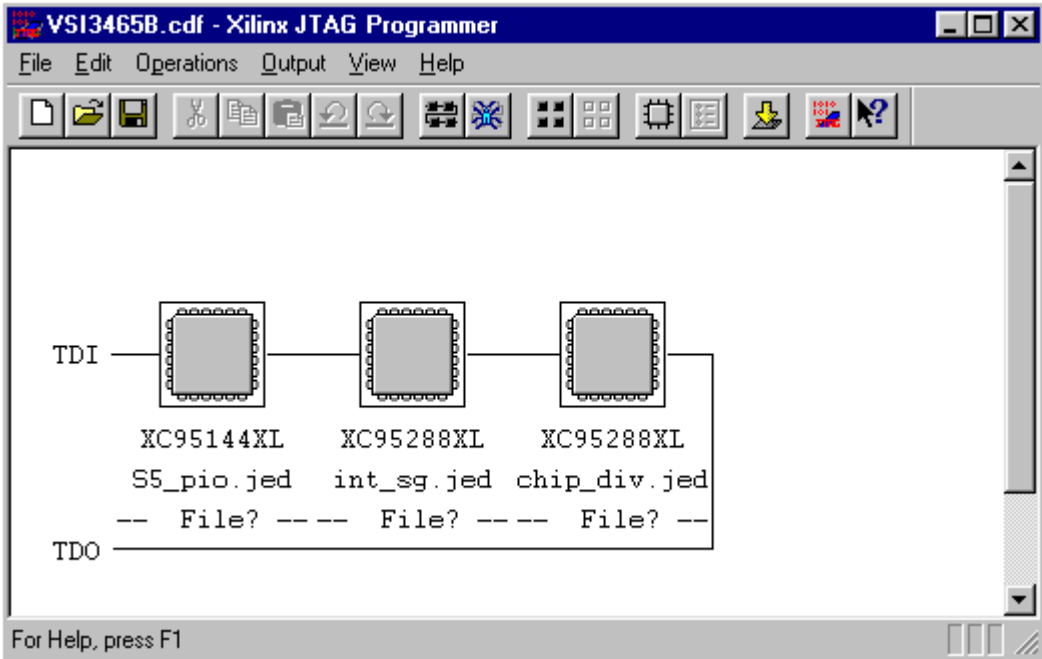 VSI3465B.cdf - Xilinx JTAG Programmer
File Edit Operations Output View Help
TDI
XC95144XL XC95288XL XC95288XL
S5_pio.jed int_sg.jed chip_div.jed
-- File? -- -- File? -- -- File? --
TDO
For Help, press F1